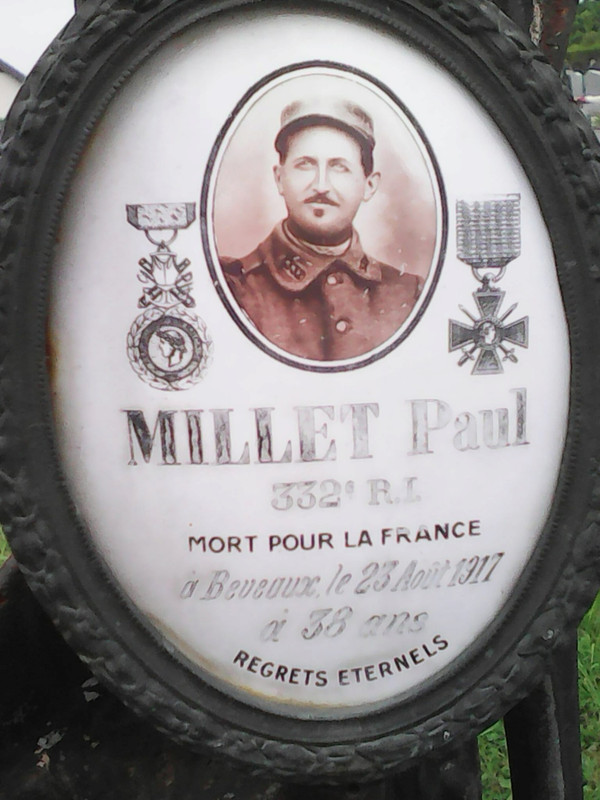 MILLET Paul
332e R.I.
MORT POUR LA FRANCE
à Beveaux, le 23 Août 1917
à 38 ans
REGRETS ETERNELS